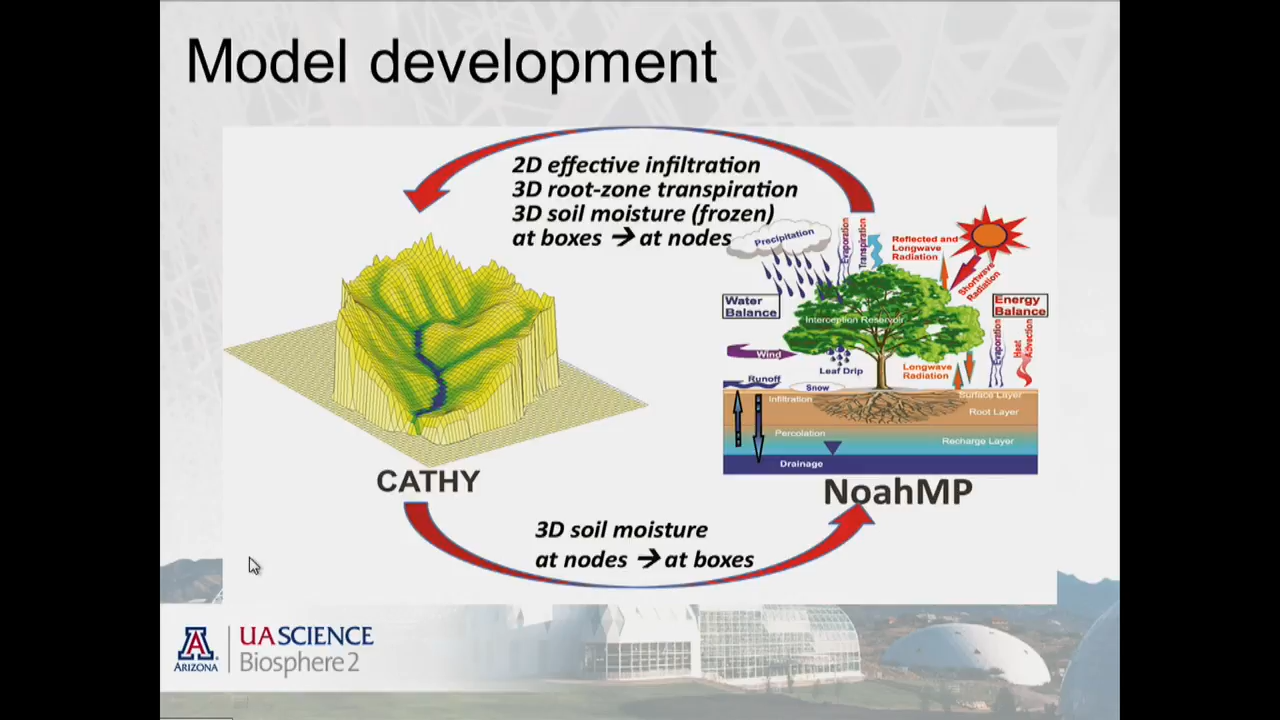 Model development
2D effective infiltration
3D root-zone transpiration
3D soil moisture (frozen)
at boxes → at nodes
Precipitation
Evaporation
Transpiration
Reflected and
Longwave
Radiation
Shortwave
Radiation
Water
Balance
Energy
Balance
Interception Reservoir
Wind
Leaf Drip
Longwave
Radiation
Evaporation
Heat
Advection
Runoff
Snow
Infiltration
Surface Layer
Root Layer
Percolation
Recharge Layer
Drainage
CATHY
NoahMP
3D soil moisture
at nodes → at boxes
A
ARIZONA
UA SCIENCE
Biosphere 2